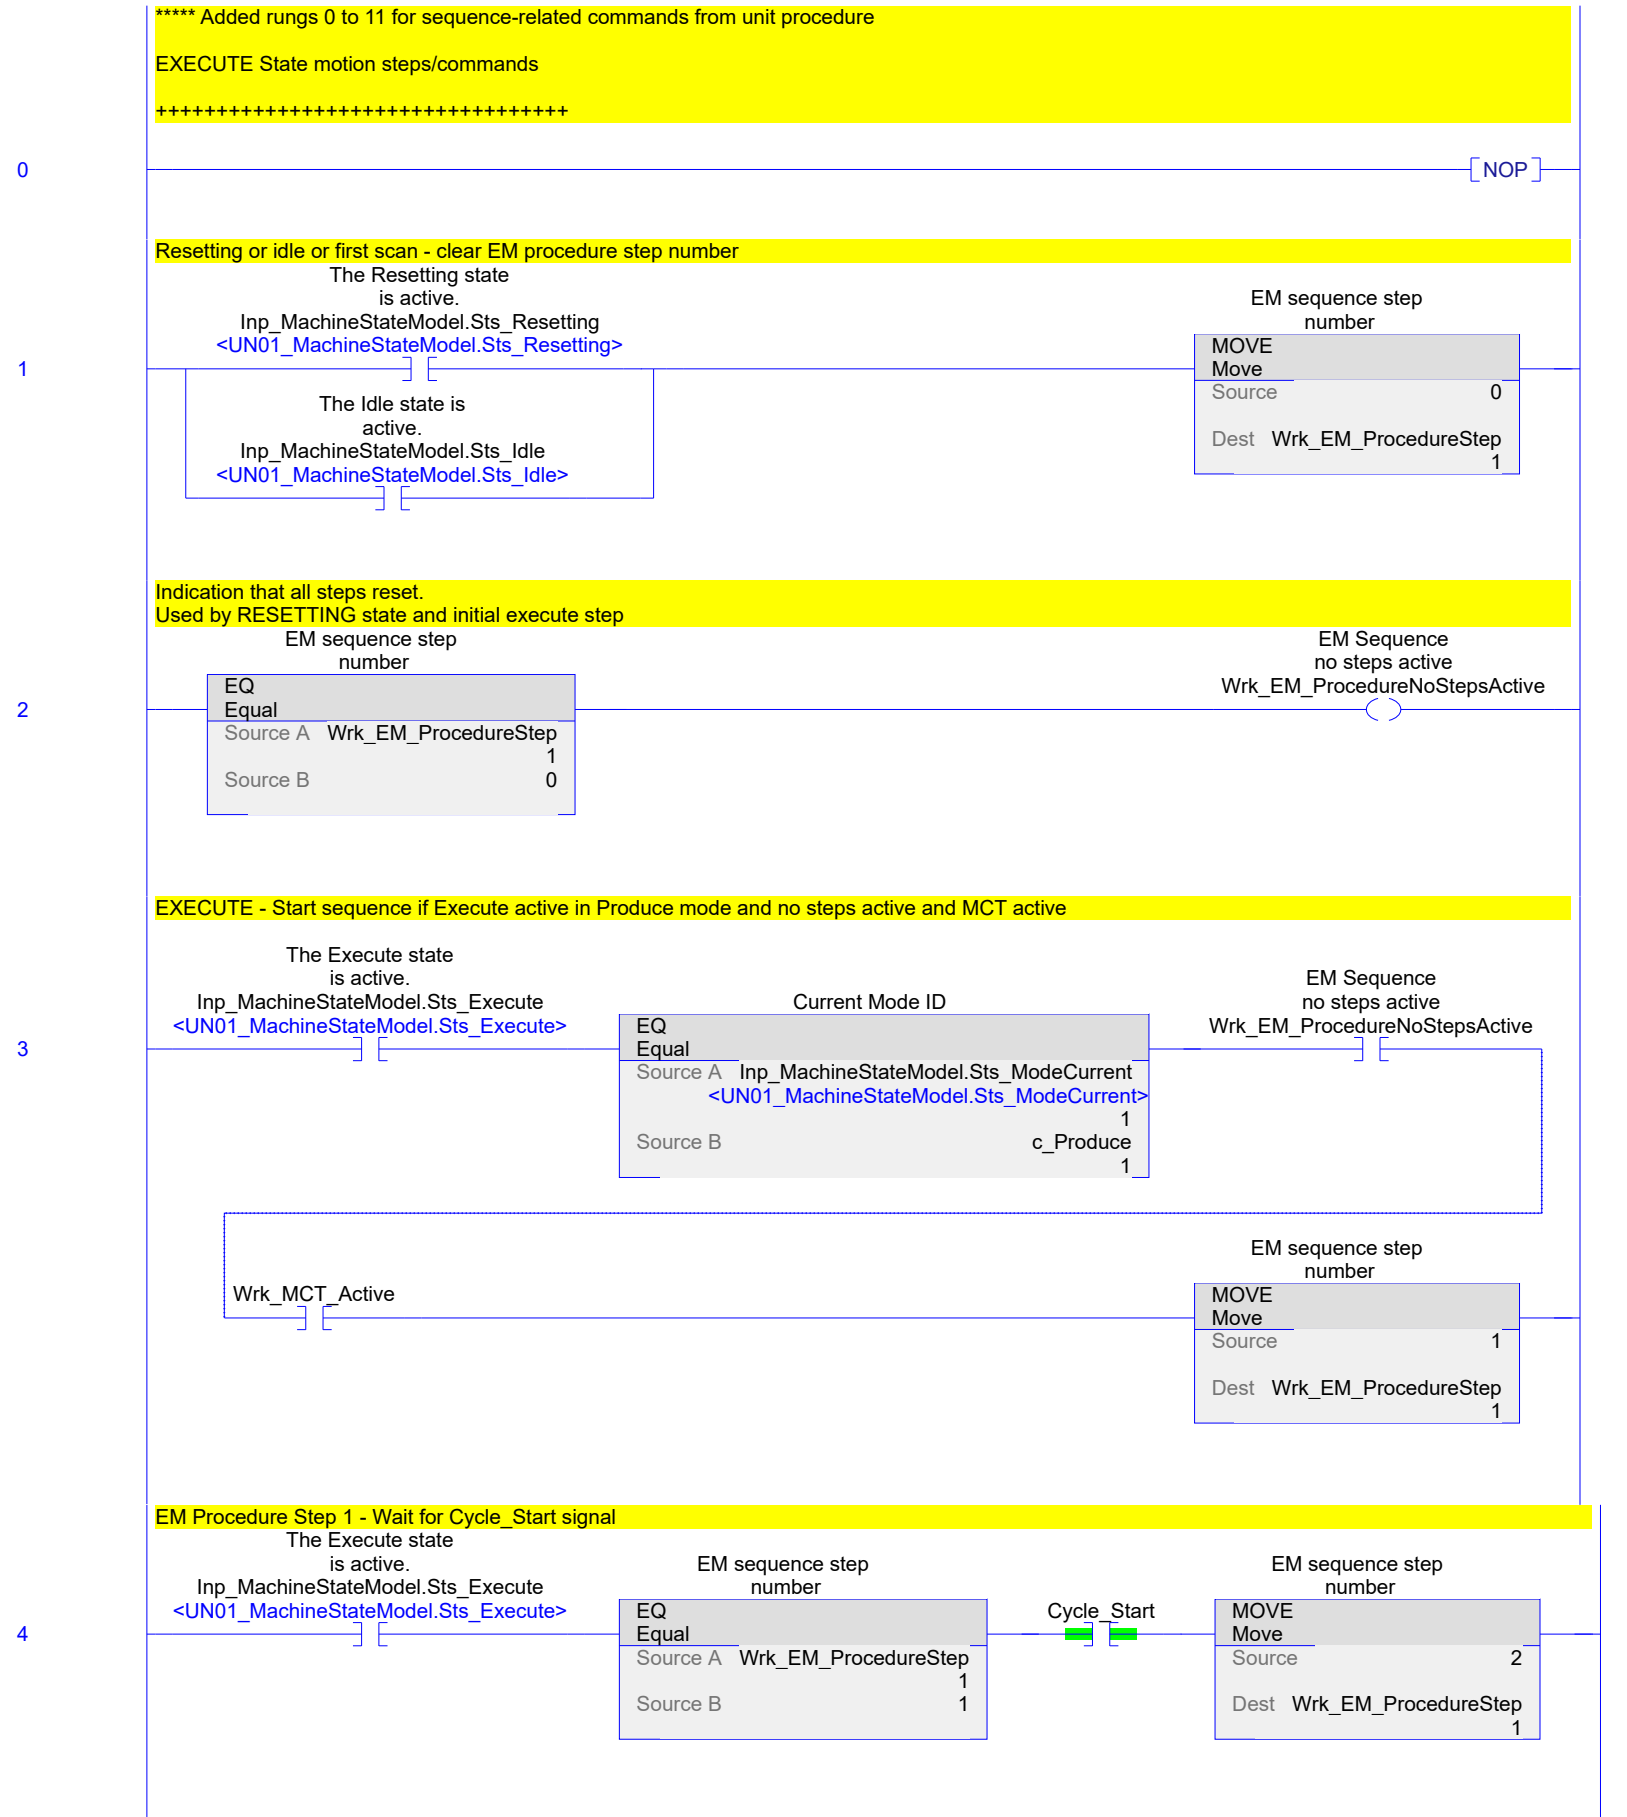 ***** Added rungs 0 to 11 for sequence-related commands from unit procedure
EXECUTE State motion steps/commands
++++++++++++++++++++++++++++++++++
0
NOP
Resetting or idle or first scan - clear EM procedure step number
The Resetting state
is active.
Inp_MachineStateModel.Sts_Resetting
<UN01_MachineStateModel.Sts_Resetting>
1
The Idle state is
active.
Inp_MachineStateModel.Sts_Idle
<UN01_MachineStateModel.Sts_Idle>
EM sequence step
number
MOVE
Move
Source 0
Dest Wrk_EM_ProcedureStep
1
Indication that all steps reset.
Used by RESETTING state and initial execute step
EM sequence step
number
2
EQ
Equal
Source A Wrk_EM_ProcedureStep
1
Source B 0
EM Sequence
no steps active
Wrk_EM_ProcedureNoStepsActive
EXECUTE - Start sequence if Execute active in Produce mode and no steps active and MCT active
The Execute state
is active.
Inp_MachineStateModel.Sts_Execute
<UN01_MachineStateModel.Sts_Execute>
3
Current Mode ID
EQ
Equal
Source A Inp_MachineStateModel.Sts_ModeCurrent
<UN01_MachineStateModel.Sts_ModeCurrent>
1
Source B c_Produce
1
EM Sequence
no steps active
Wrk_EM_ProcedureNoStepsActive
Wrk_MCT_Active
EM sequence step
number
MOVE
Move
Source 1
Dest Wrk_EM_ProcedureStep
1
EM Procedure Step 1 - Wait for Cycle_Start signal
The Execute state
is active.
Inp_MachineStateModel.Sts_Execute
<UN01_MachineStateModel.Sts_Execute>
4
EM sequence step
number
EQ
Equal
Source A Wrk_EM_ProcedureStep
1
Source B 1
Cycle_Start
EM sequence step
number
MOVE
Move
Source 2
Dest Wrk_EM_ProcedureStep
1